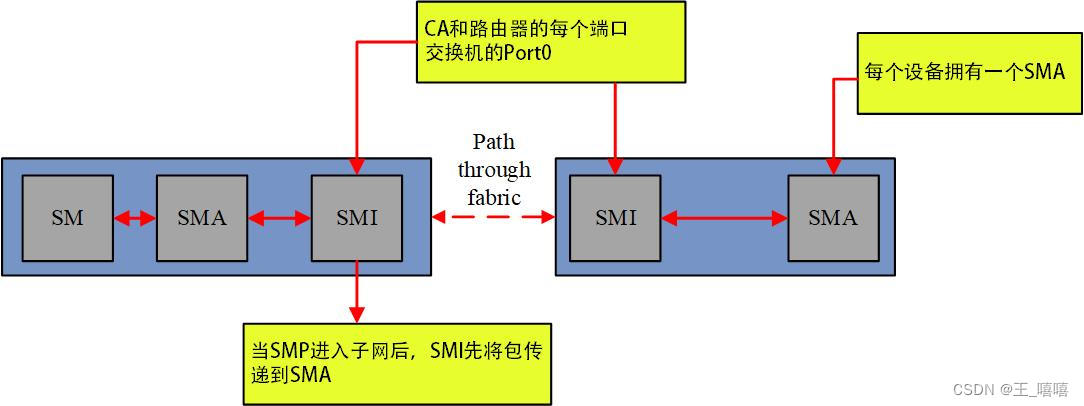 CA和路由器的每个端口
交换机的Port0
每个设备拥有一个SMA
Path
through
fabric
SM
SMA
SMI
SMI
SMA
当SMP进入子网后，SMI先将包传
递到SMA
CSDN @王_嘻嘻